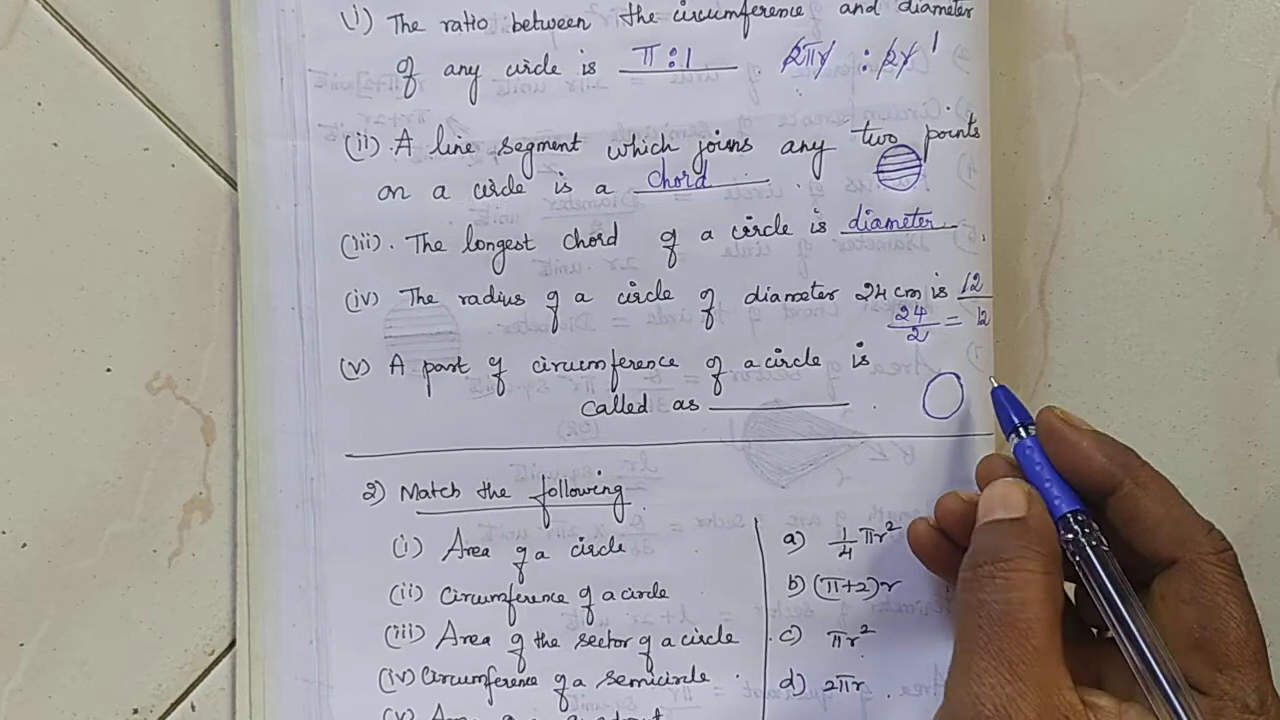 (i) The ratio between the circumference and diameter
of any circle is π:1 . 2πr : 2r 1
(ii). A line segment which joins any two points
on a circle is a chord .
(iii). The longest chord of a circle is diameter .
(iv) The radius of a circle of diameter 24 cm is 12
24/2 = 12
(v) A part of circumference of a circle is
called as ________ .
2) Match the following
(i) Area of a circle
a) 1/4 πr²
(ii) Circumference of a circle
b) (π+2)r
(iii) Area of the sector of a circle
c) πr²
(iv) Circumference of a semicircle .
d) 2πr .